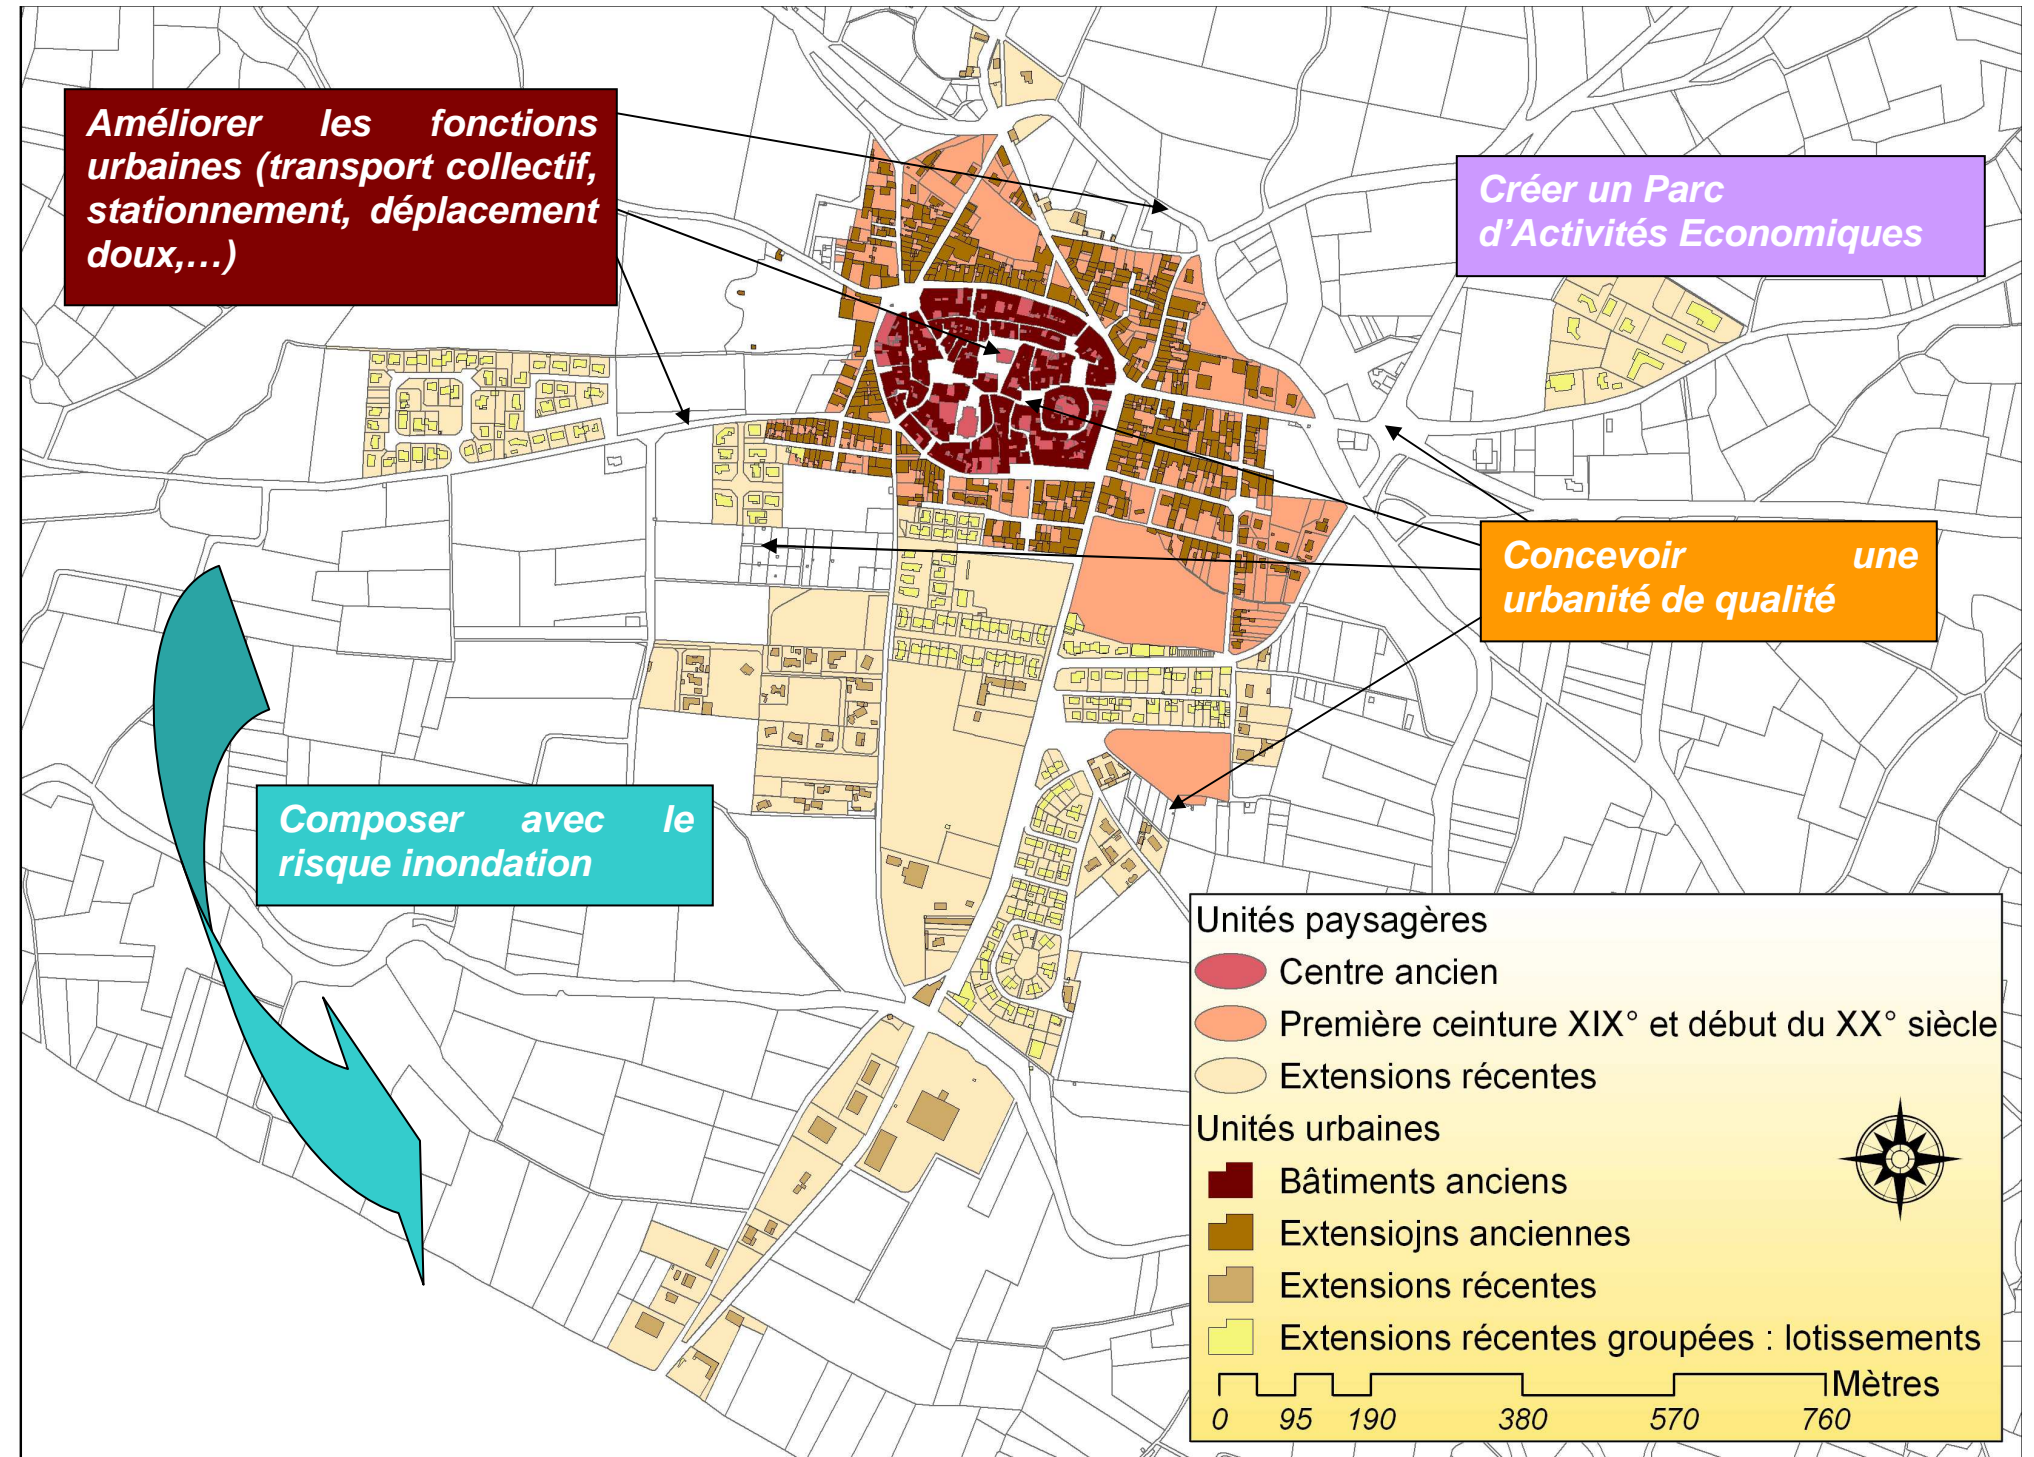 Améliorer les fonctions
urbaines (transport collectif,
stationnement, déplacement
doux,…)
Créer un Parc
d’Activités Economiques
Concevoir une
urbanité de qualité
Composer avec le
risque inondation
Unités paysagères
Centre ancien
Première ceinture XIX° et début du XX° siècle
Extensions récentes
Unités urbaines
Bâtiments anciens
Extensiojns anciennes
Extensions récentes
Extensions récentes groupées : lotissements
Mètres
0 95 190 380 570 760